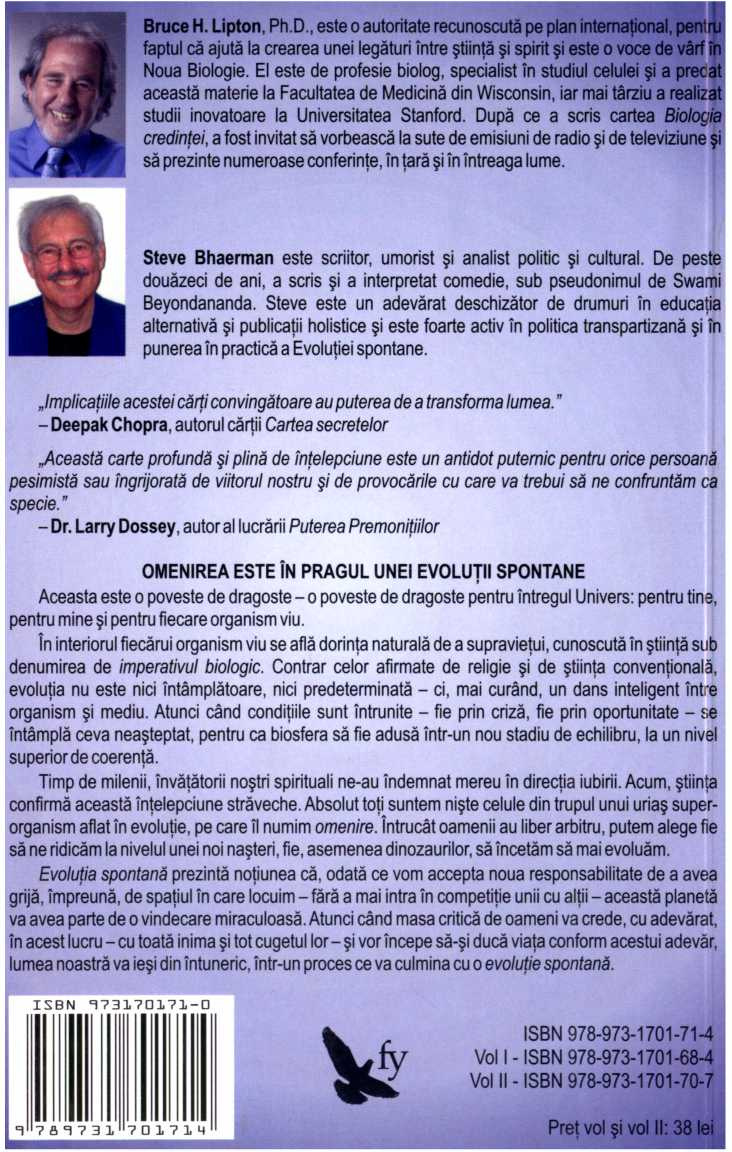 Bruce H. Lipton, Ph.D., este o autoritate recunoscută pe plan internațional, pentru
faptul că ajută la crearea unei legături între știință și spirit și este o voce de vârf în
Noua Biologie. El este de profesie biolog, specialist în studiul celulei și a predat
această materie la Facultatea de Medicină din Wisconsin, iar mai târziu a realizat
studii inovatoare la Universitatea Stanford. După ce a scris cartea Biologia
credinței, a fost invitat să vorbească la sute de emisiuni de radio și de televiziune și
să prezinte numeroase conferințe, în țară și în întreaga lume.
Steve Bhaerman este scriitor, umorist și analist politic și cultural. De peste
douăzeci de ani, a scris și a interpretat comedie, sub pseudonimul de Swami
Beyondananda. Steve este un adevărat deschizător de drumuri în educația
alternativă și publicații holistice și este foarte activ în politica transpartizană și în
punerea în practică a Evoluției spontane.
„Implicațiile acestei cărți convingătoare au puterea de a transforma lumea.”
– Deepak Chopra, autorul cărții Cartea secretelor
„Această carte profundă și plină de înțelepciune este un antidot puternic pentru orice persoană
pesimistă sau îngrijorată de viitorul nostru și de provocările cu care va trebui să ne confruntăm ca
specie.”
– Dr. Larry Dossey, autor al lucrării Puterea Premonițiilor
OMENIREA ESTE ÎN PRAGUL UNEI EVOLUȚII SPONTANE
Aceasta este o poveste de dragoste – o poveste de dragoste pentru întregul Univers: pentru tine,
pentru mine și pentru fiecare organism viu.
În interiorul fiecărui organism viu se află dorința naturală de a supraviețui, cunoscută în știință sub
denumirea de imperativul biologic. Contrar celor afirmate de religie și de știința convențională,
evoluția nu este nici întâmplătoare, nici predeterminată – ci, mai curând, un dans inteligent între
organism și mediu. Atunci când condițiile sunt întrunite – fie prin criză, fie prin oportunitate – se
întâmplă ceva neașteptat, pentru ca biosfera să fie adusă într-un nou stadiu de echilibru, la un nivel
superior de coerență.
Timp de milenii, învățătorii noștri spirituali ne-au îndemnat mereu în direcția iubirii. Acum, știința
confirmă această înțelepciune străveche. Absolut toți suntem niște celule din trupul unui uriaș super-
organism aflat în evoluție, pe care îl numim omenire. Întrucât oamenii au liber arbitru, putem alege fie
să ne ridicăm la nivelul unei noi nașteri, fie, asemenea dinozaurilor, să încetăm să mai evoluăm.
Evoluția spontană prezintă noțiunea că, odată ce vom accepta noua responsabilitate de a avea
grijă, împreună, de spațiul în care locuim – fără a mai intra în competiție unii cu alții – această planetă
va avea parte de o vindecare miraculoasă. Atunci când masa critică de oameni va crede, cu adevărat,
în acest lucru – cu toată inima și tot cugetul lor – și vor începe să-și ducă viața conform acestui adevăr,
lumea noastră va ieși din întuneric, într-un proces ce va culmina cu o evoluție spontană.
ISBN 973170171-0
9 789731 701714
fy
ISBN 978-973-1701-71-4
Vol I - ISBN 978-973-1701-68-4
Vol II - ISBN 978-973-1701-70-7
Preț vol și vol II: 38 lei